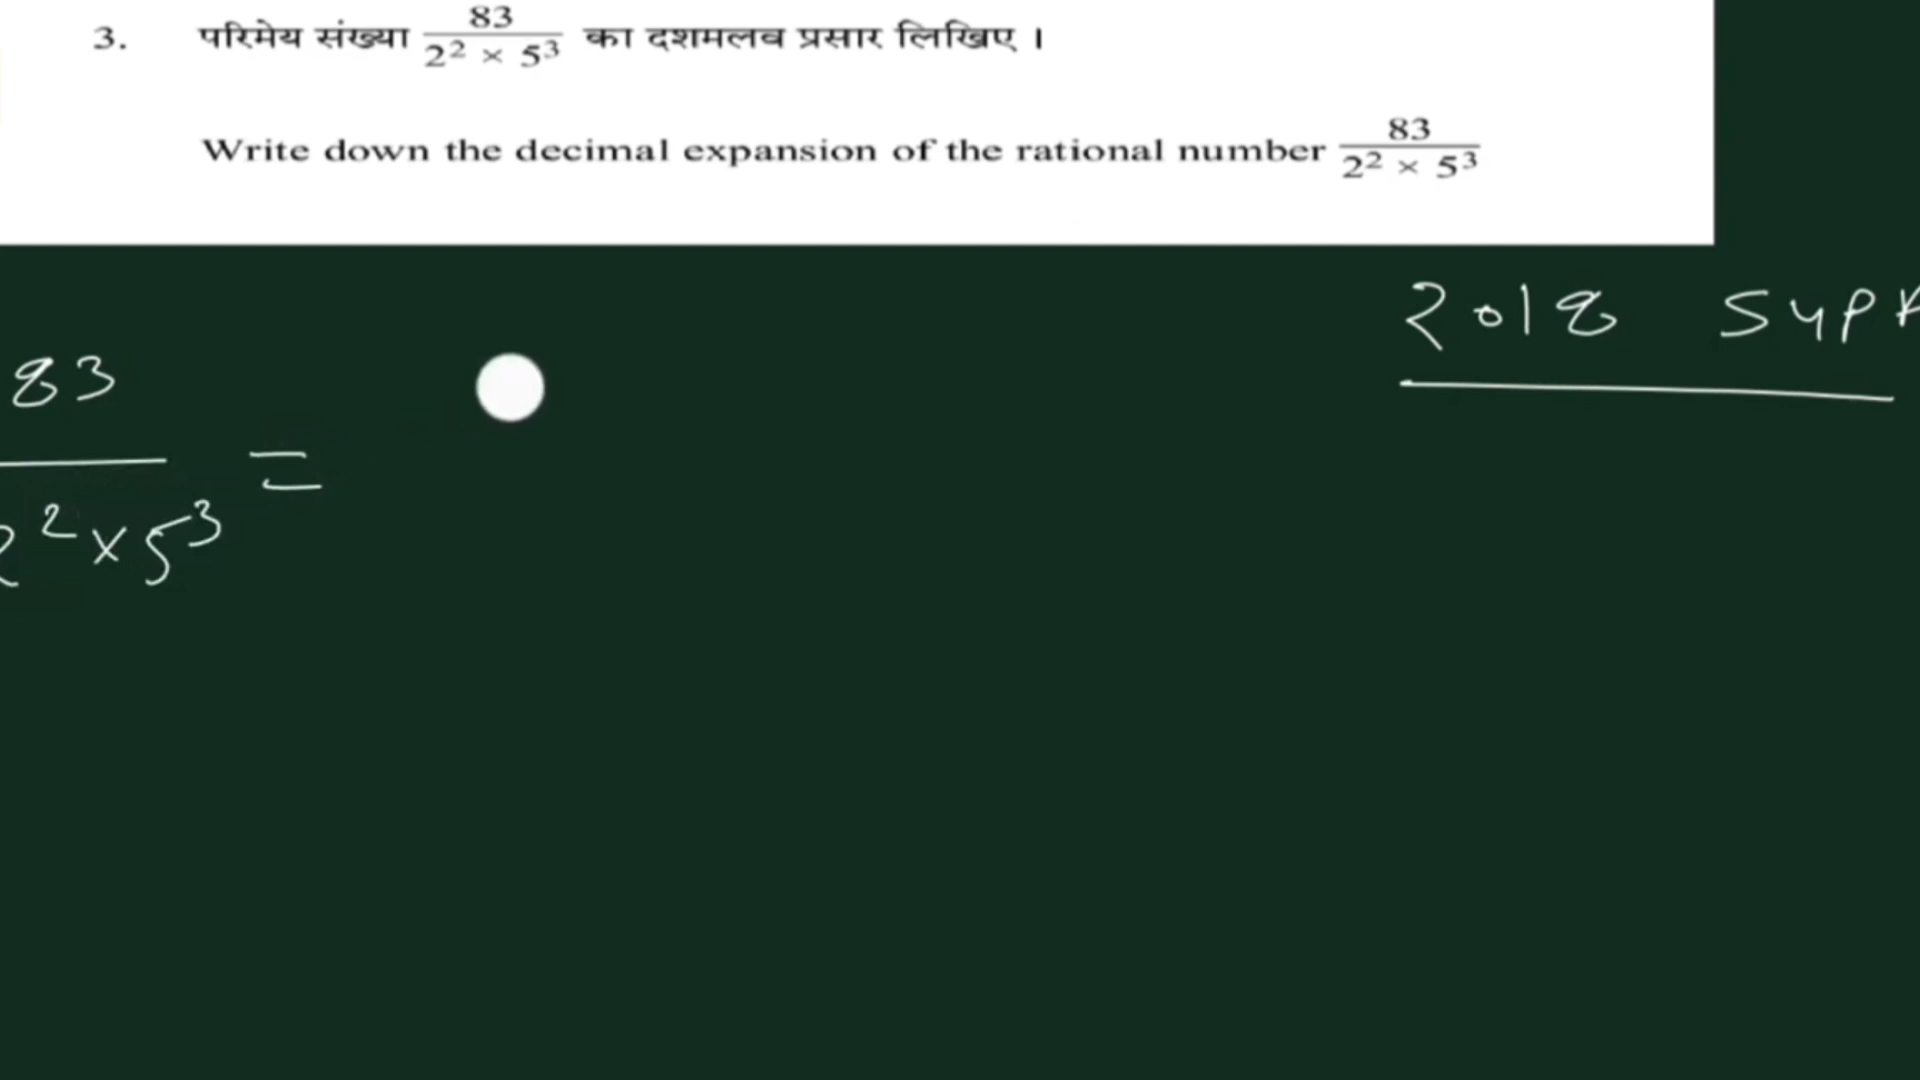 3. परिमेय संख्या 83 / 2² × 5³ का दशमलव प्रसार लिखिए ।
Write down the decimal expansion of the rational number 83 / 2² × 5³
2018
83 / 2² × 5³ =